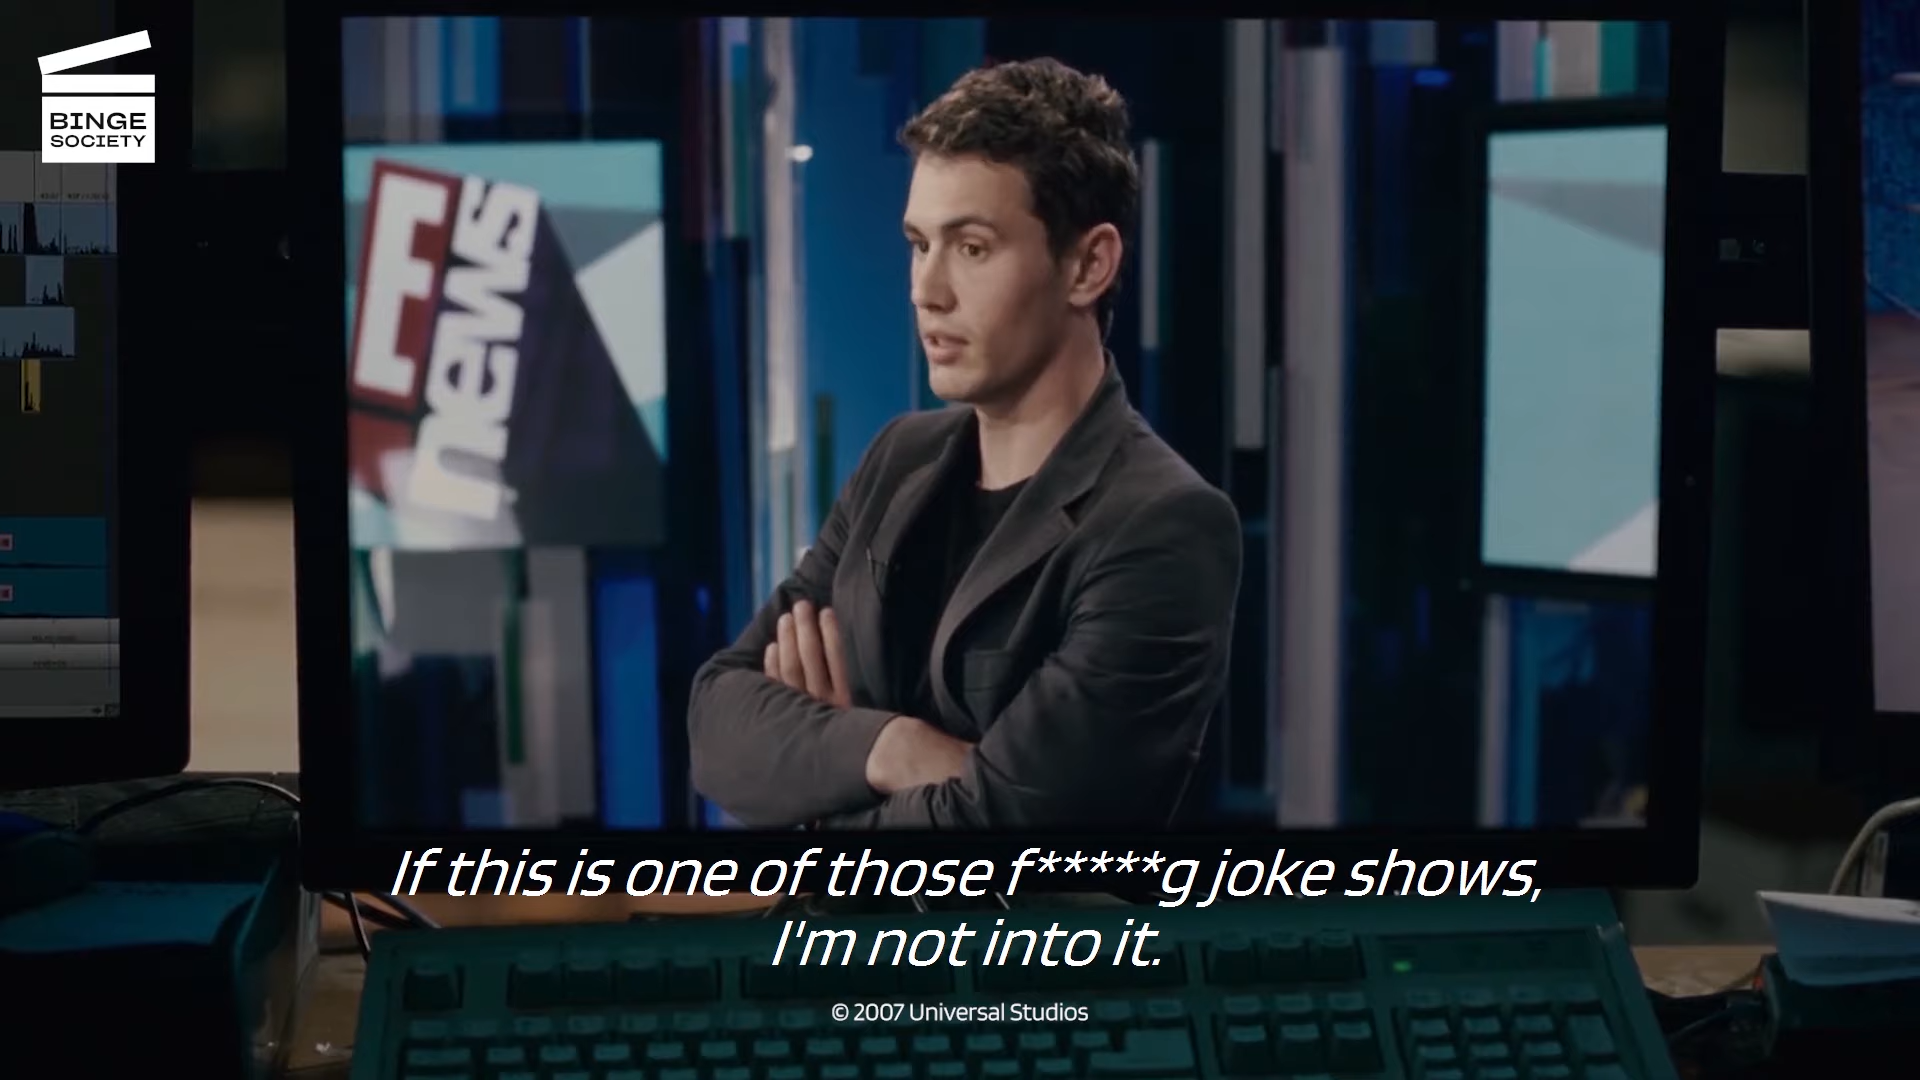 BINGE
SOCIETY
E
news
If this is one of those f*****g joke shows,
I'm not into it.
© 2007 Universal Studios